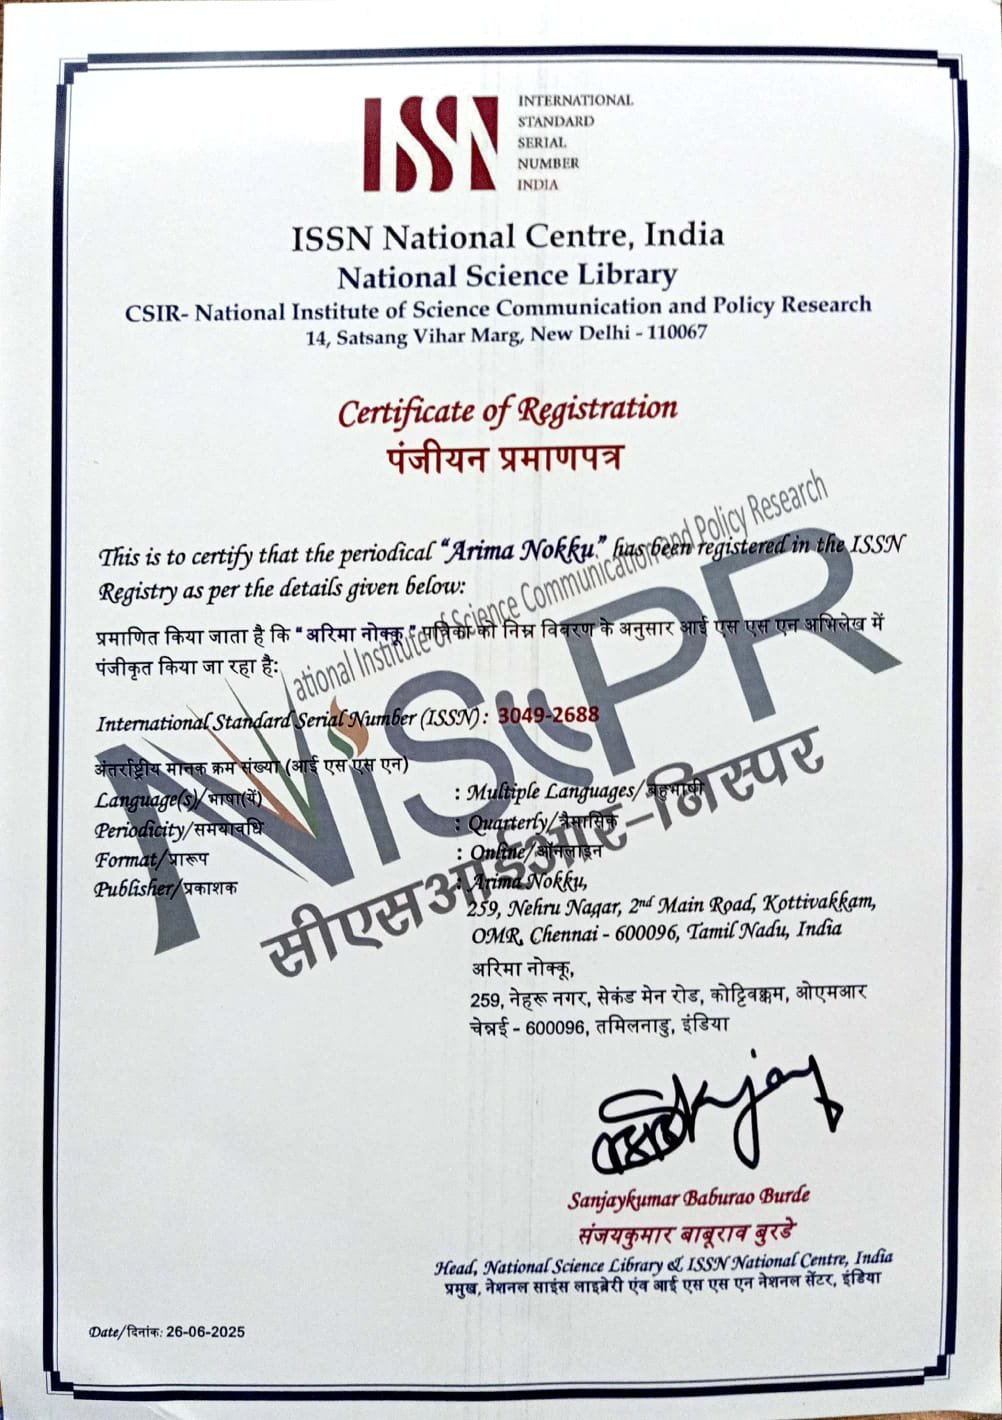 ISSN
INTERNATIONAL
STANDARD
SERIAL
NUMBER
INDIA
ISSN National Centre, India
National Science Library
CSIR- National Institute of Science Communication and Policy Research
14, Satsang Vihar Marg, New Delhi - 110067
Certificate of Registration
पंजीयन प्रमाणपत्र
This is to certify that the periodical “Arima Nokku” has been registered in the ISSN
Registry as per the details given below:
प्रमाणित किया जाता है कि “अरिमा नोक्कू” पत्रिका को निम्न विवरण के अनुसार आई एस एस एन अभिलेख में
पंजीकृत किया जा रहा है:
International Standard Serial Number (ISSN) : 3049-2688
अंतर्राष्ट्रीय मानक क्रम संख्या (आई एस एस एन)
Language(s)/भाषा(यें) : Multiple Languages/बहुभाषी
Periodicity/समयावधि : Quarterly/त्रैमासिक
Format/प्रारूप : Online/ऑनलाइन
Publisher/प्रकाशक : Arima Nokku,
259, Nehru Nagar, 2nd Main Road, Kottivakkam,
OMR, Chennai - 600096, Tamil Nadu, India
अरिमा नोक्कू,
259, नेहरू नगर, सेकंड मेन रोड, कोट्टिवक्कम, ओएमआर
चेन्नई - 600096, तमिलनाडु, इंडिया
National Institute of Science Communication and Policy Research
NIScPR
सीएसआईआर-निस्पर
Sanjaykumar Baburao Burde
संजयकुमार बाबूराव बुरडे
Head, National Science Library & ISSN National Centre, India
प्रमुख, नेशनल साइंस लाइब्रेरी एंव आई एस एस एन नेशनल सेंटर, इंडिया
Date/दिनांक: 26-06-2025